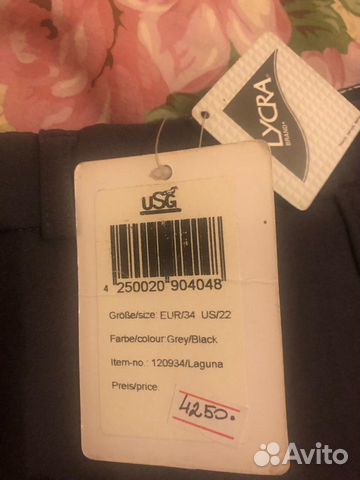 LYCRA
BRAND®
USG
4 250020 904048
Größe/size: EUR/34 US/22
Farbe/colour:Grey/Black
Item-no.: 120934/Laguna
Preis/price:
4250.-
Avito